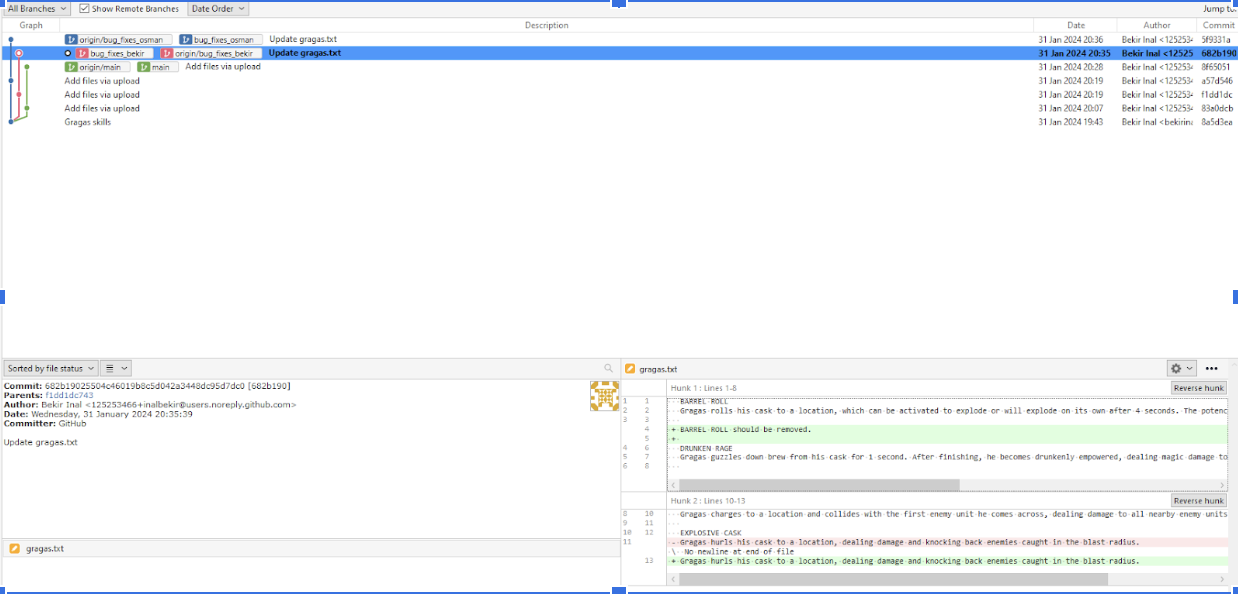 All Branches Show Remote Branches Date Order Jump to:
Graph Description Date Author Commit
origin/bug_fixes_osman bug_fixes_osman Update gragas.txt 31 Jan 2024 20:36 Bekir Inal <125253 5f9331a
bug_fixes_bekir origin/bug_fixes_bekir Update gragas.txt 31 Jan 2024 20:35 Bekir Inal <12525 682b190
origin/main main Add files via upload 31 Jan 2024 20:28 Bekir Inal <125253 8f65051
Add files via upload 31 Jan 2024 20:19 Bekir Inal <125253 a57d546
Add files via upload 31 Jan 2024 20:19 Bekir Inal <125253 f1dd1dc
Add files via upload 31 Jan 2024 20:07 Bekir Inal <125253 83a0dcb
Gragas skills 31 Jan 2024 19:43 Bekir Inal <bekirina 8a5d3ea
Sorted by file status
Commit: 682b19025504c46019b8c5d042a3448dc95d7dc0 [682b190]
Parents: f1dd1dc743
Author: Bekir Inal <125253466+inalbekir@users.noreply.github.com>
Date: Wednesday, 31 January 2024 20:35:39
Committer: GitHub
Update gragas.txt
gragas.txt
gragas.txt
Hunk 1 : Lines 1-8 Reverse hunk
1 1 BARREL ROLL
2 2 Gragas rolls his cask to a location, which can be activated to explode or will explode on its own after 4 seconds. The potenc
3 3
4 + BARREL ROLL should be removed.
5 +
4 6 DRUNKEN RAGE
5 7 Gragas guzzles down brew from his cask for 1 second. After finishing, he becomes drunkenly empowered, dealing magic damage to
6 8
Hunk 2 : Lines 10-13 Reverse hunk
8 10 Gragas charges to a location and collides with the first enemy unit he comes across, dealing damage to all nearby enemy units
9 11
10 12 EXPLOSIVE CASK
11 - Gragas hurls his cask to a location, dealing damage and knocking back enemies caught in the blast radius.
\ No newline at end of file
13 + Gragas hurls his cask to a location, dealing damage and knocking back enemies caught in the blast radius.